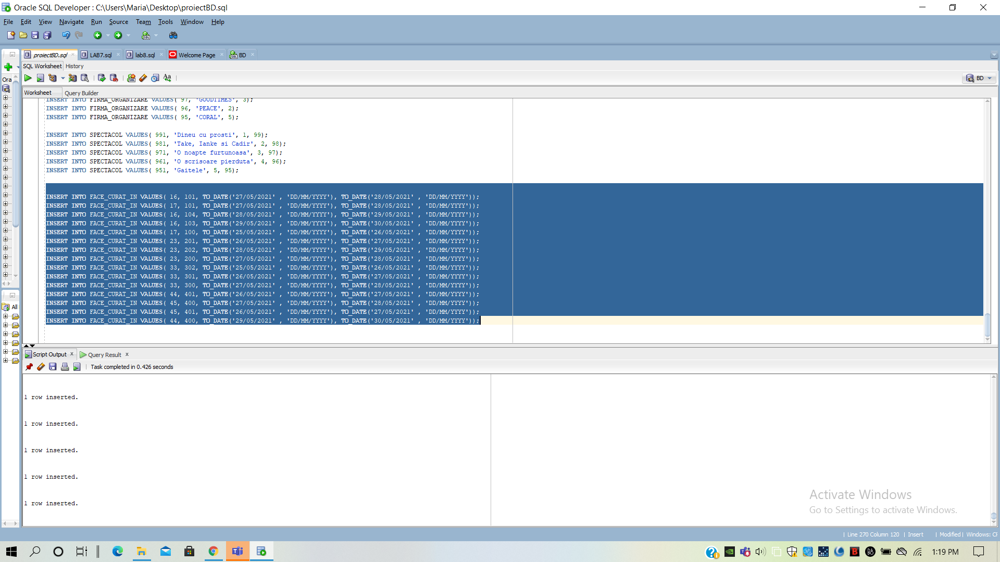 Oracle SQL Developer : C:\Users\Maria\Desktop\proiectBD.sql
File Edit View Navigate Run Source Team Tools Window Help
proiectBD.sql LAB7.sql lab8.sql Welcome Page BD
SQL Worksheet History
Ora
BD
Worksheet Query Builder
INSERT INTO FIRMA_ORGANIZARE VALUES( 97, 'GOODTIMES', 3);
INSERT INTO FIRMA_ORGANIZARE VALUES( 96, 'PEACE', 2);
INSERT INTO FIRMA_ORGANIZARE VALUES( 95, 'CORAL', 5);
INSERT INTO SPECTACOL VALUES( 991, 'Dineu cu prosti', 1, 99);
INSERT INTO SPECTACOL VALUES( 981, 'Take, Ianke si Cadir', 2, 98);
INSERT INTO SPECTACOL VALUES( 971, 'O noapte furtunoasa', 3, 97);
INSERT INTO SPECTACOL VALUES( 961, 'O scrisoare pierduta', 4, 96);
INSERT INTO SPECTACOL VALUES( 951, 'Gaitele', 5, 95);
INSERT INTO FACE_CURAT_IN VALUES( 16, 101, TO_DATE('27/05/2021' , 'DD/MM/YYYY'), TO_DATE('28/05/2021' , 'DD/MM/YYYY'));
INSERT INTO FACE_CURAT_IN VALUES( 17, 101, TO_DATE('27/05/2021' , 'DD/MM/YYYY'), TO_DATE('28/05/2021' , 'DD/MM/YYYY'));
INSERT INTO FACE_CURAT_IN VALUES( 16, 104, TO_DATE('28/05/2021' , 'DD/MM/YYYY'), TO_DATE('29/05/2021' , 'DD/MM/YYYY'));
INSERT INTO FACE_CURAT_IN VALUES( 16, 103, TO_DATE('29/05/2021' , 'DD/MM/YYYY'), TO_DATE('30/05/2021' , 'DD/MM/YYYY'));
INSERT INTO FACE_CURAT_IN VALUES( 17, 100, TO_DATE('25/05/2021' , 'DD/MM/YYYY'), TO_DATE('26/05/2021' , 'DD/MM/YYYY'));
INSERT INTO FACE_CURAT_IN VALUES( 23, 201, TO_DATE('26/05/2021' , 'DD/MM/YYYY'), TO_DATE('27/05/2021' , 'DD/MM/YYYY'));
INSERT INTO FACE_CURAT_IN VALUES( 23, 202, TO_DATE('28/05/2021' , 'DD/MM/YYYY'), TO_DATE('29/05/2021' , 'DD/MM/YYYY'));
INSERT INTO FACE_CURAT_IN VALUES( 23, 200, TO_DATE('27/05/2021' , 'DD/MM/YYYY'), TO_DATE('28/05/2021' , 'DD/MM/YYYY'));
INSERT INTO FACE_CURAT_IN VALUES( 33, 302, TO_DATE('25/05/2021' , 'DD/MM/YYYY'), TO_DATE('26/05/2021' , 'DD/MM/YYYY'));
INSERT INTO FACE_CURAT_IN VALUES( 33, 301, TO_DATE('26/05/2021' , 'DD/MM/YYYY'), TO_DATE('27/05/2021' , 'DD/MM/YYYY'));
INSERT INTO FACE_CURAT_IN VALUES( 33, 300, TO_DATE('27/05/2021' , 'DD/MM/YYYY'), TO_DATE('28/05/2021' , 'DD/MM/YYYY'));
INSERT INTO FACE_CURAT_IN VALUES( 44, 401, TO_DATE('26/05/2021' , 'DD/MM/YYYY'), TO_DATE('27/05/2021' , 'DD/MM/YYYY'));
INSERT INTO FACE_CURAT_IN VALUES( 45, 400, TO_DATE('27/05/2021' , 'DD/MM/YYYY'), TO_DATE('28/05/2021' , 'DD/MM/YYYY'));
INSERT INTO FACE_CURAT_IN VALUES( 45, 401, TO_DATE('26/05/2021' , 'DD/MM/YYYY'), TO_DATE('27/05/2021' , 'DD/MM/YYYY'));
INSERT INTO FACE_CURAT_IN VALUES( 44, 400, TO_DATE('29/05/2021' , 'DD/MM/YYYY'), TO_DATE('30/05/2021' , 'DD/MM/YYYY'));
All
Script Output Query Result
Task completed in 0.426 seconds
1 row inserted.
1 row inserted.
1 row inserted.
1 row inserted.
1 row inserted.
Activate Windows
Go to Settings to activate Windows.
Line 270 Column 120 | Insert | Modified | Windows: CF
1:19 PM